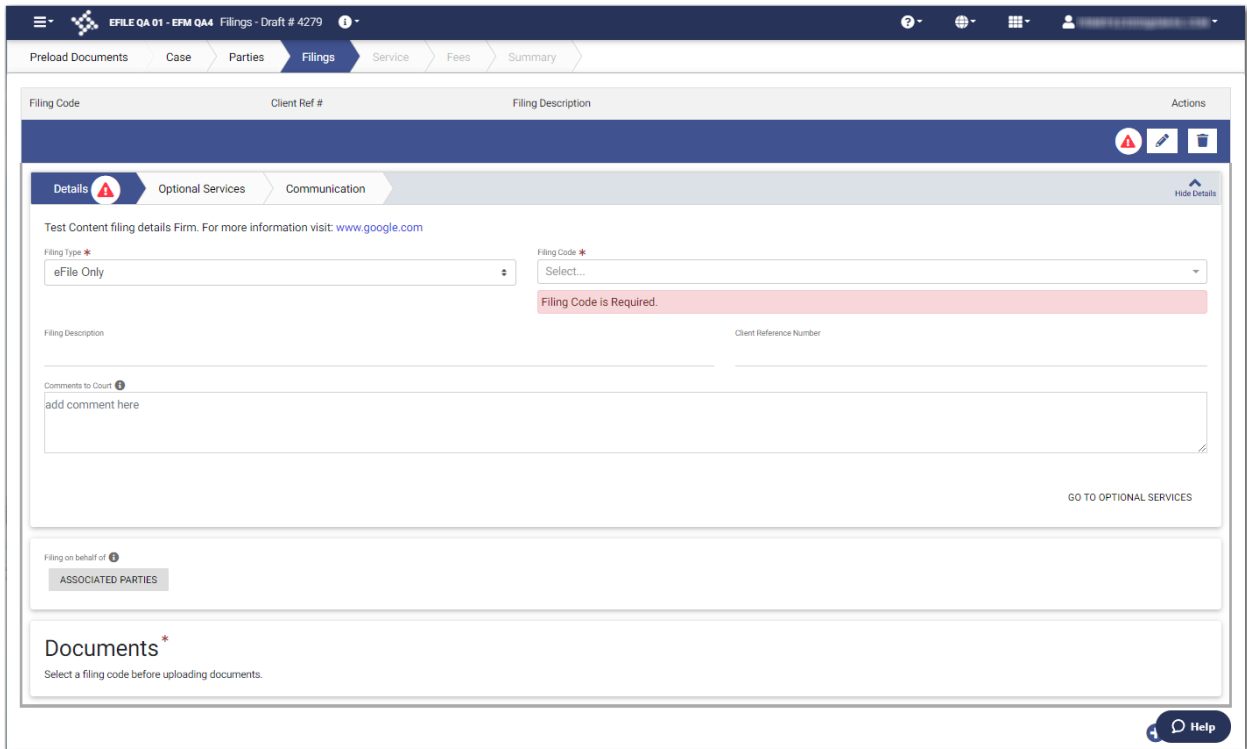 EFILE QA 01 - EFM QA4 Filings - Draft # 4279
Preload Documents Case Parties Filings Service Fees Summary
Filing Code Client Ref # Filing Description Actions
Details Optional Services Communication Hide Details
Test Content filing details Firm. For more information visit: www.google.com
Filing Type * Filing Code *
eFile Only Select...
Filing Code is Required.
Filing Description Client Reference Number
Comments to Court
add comment here
GO TO OPTIONAL SERVICES
Filing on behalf of
ASSOCIATED PARTIES
Documents*
Select a filing code before uploading documents.
Help